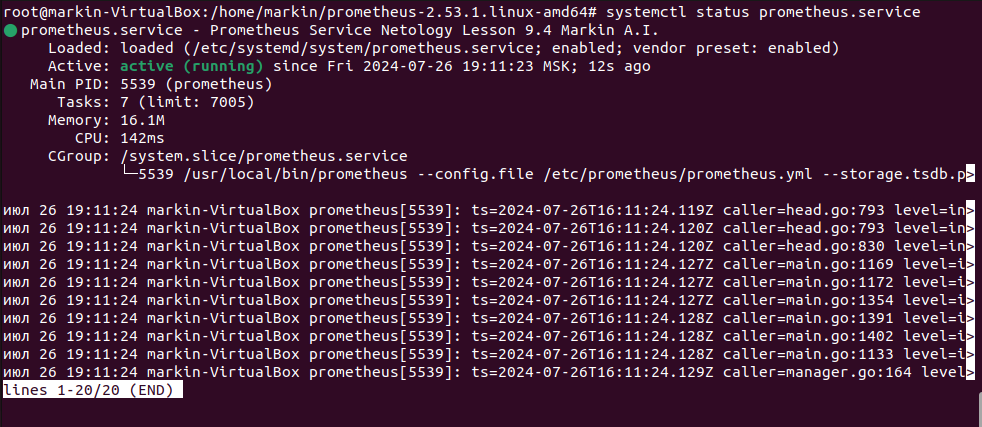 root@markin-VirtualBox:/home/markin/prometheus-2.53.1.linux-amd64# systemctl status prometheus.service
● prometheus.service - Prometheus Service Netology Lesson 9.4 Markin A.I.
     Loaded: loaded (/etc/systemd/system/prometheus.service; enabled; vendor preset: enabled)
     Active: active (running) since Fri 2024-07-26 19:11:23 MSK; 12s ago
   Main PID: 5539 (prometheus)
      Tasks: 7 (limit: 7005)
     Memory: 16.1M
        CPU: 142ms
     CGroup: /system.slice/prometheus.service
             └─5539 /usr/local/bin/prometheus --config.file /etc/prometheus/prometheus.yml --storage.tsdb.p>
июл 26 19:11:24 markin-VirtualBox prometheus[5539]: ts=2024-07-26T16:11:24.119Z caller=head.go:793 level=in>
июл 26 19:11:24 markin-VirtualBox prometheus[5539]: ts=2024-07-26T16:11:24.120Z caller=head.go:793 level=in>
июл 26 19:11:24 markin-VirtualBox prometheus[5539]: ts=2024-07-26T16:11:24.120Z caller=head.go:830 level=in>
июл 26 19:11:24 markin-VirtualBox prometheus[5539]: ts=2024-07-26T16:11:24.127Z caller=main.go:1169 level=i>
июл 26 19:11:24 markin-VirtualBox prometheus[5539]: ts=2024-07-26T16:11:24.127Z caller=main.go:1172 level=i>
июл 26 19:11:24 markin-VirtualBox prometheus[5539]: ts=2024-07-26T16:11:24.127Z caller=main.go:1354 level=i>
июл 26 19:11:24 markin-VirtualBox prometheus[5539]: ts=2024-07-26T16:11:24.128Z caller=main.go:1391 level=i>
июл 26 19:11:24 markin-VirtualBox prometheus[5539]: ts=2024-07-26T16:11:24.128Z caller=main.go:1402 level=i>
июл 26 19:11:24 markin-VirtualBox prometheus[5539]: ts=2024-07-26T16:11:24.128Z caller=main.go:1133 level=i>
июл 26 19:11:24 markin-VirtualBox prometheus[5539]: ts=2024-07-26T16:11:24.129Z caller=manager.go:164 level>
lines 1-20/20 (END)